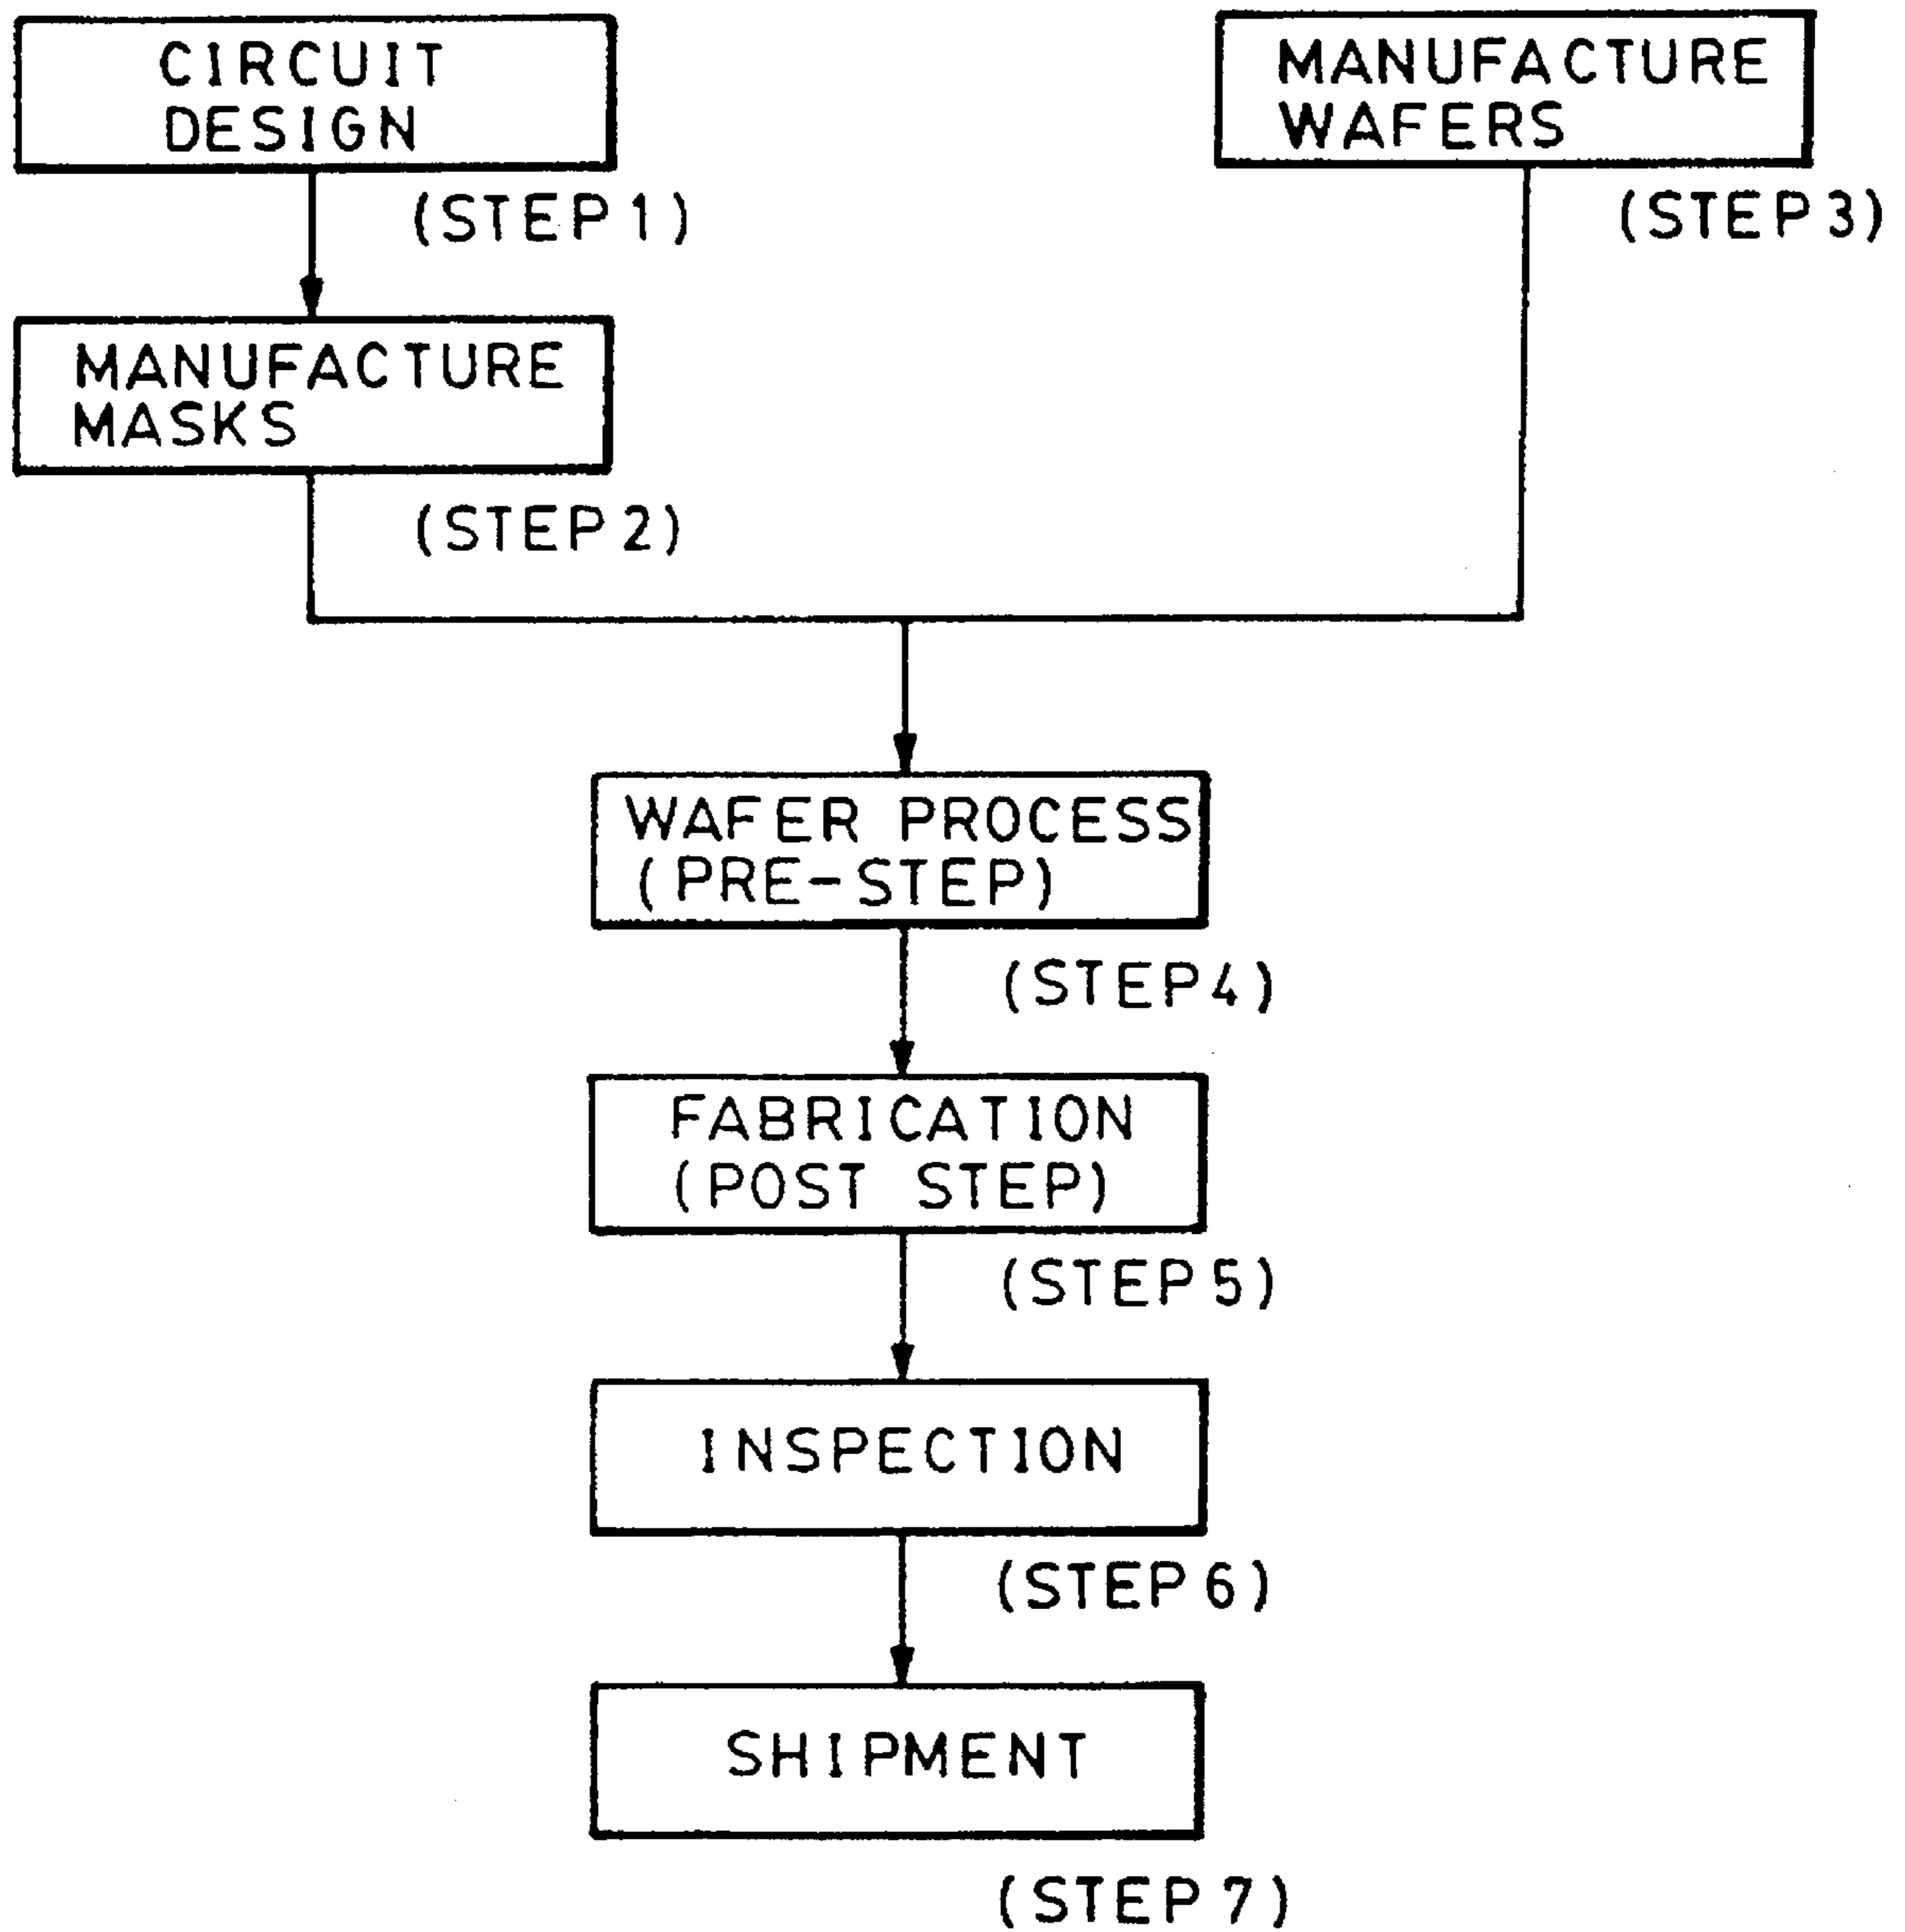 CIRCUIT
DESIGN
(STEP 1)
MANUFACTURE
MASKS
(STEP 2)
MANUFACTURE
WAFERS
(STEP 3)
WAFER PROCESS
(PRE-STEP)
(STEP 4)
FABRICATION
(POST STEP)
(STEP 5)
INSPECTION
(STEP 6)
SHIPMENT
(STEP 7)